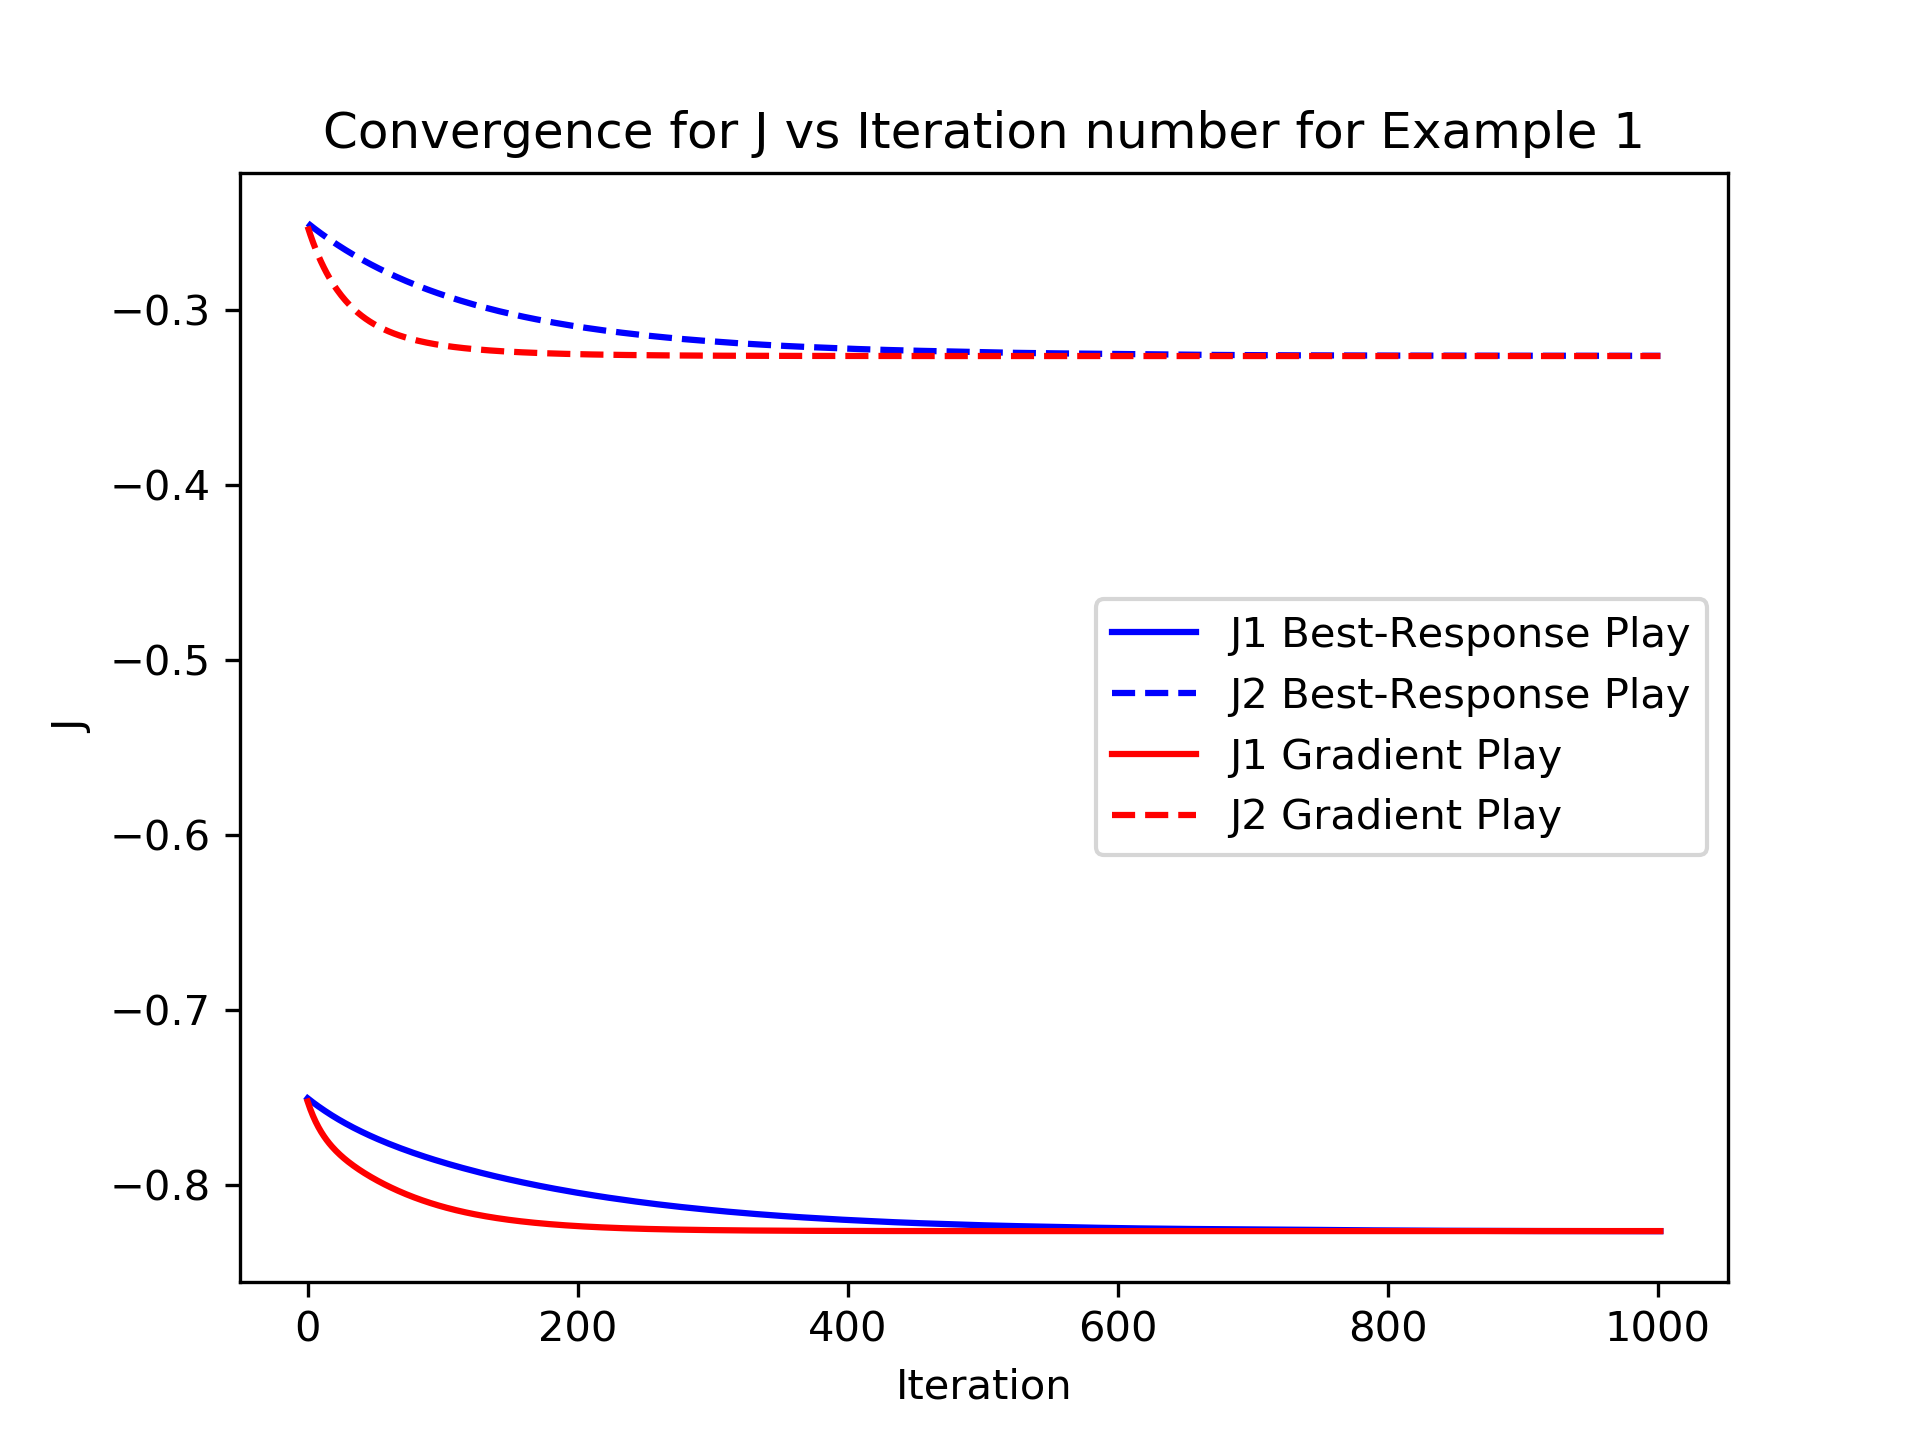 Convergence for J vs Iteration number for Example 1
−0.3
−0.4
−0.5
−0.6
−0.7
−0.8
J
J1 Best-Response Play
J2 Best-Response Play
J1 Gradient Play
J2 Gradient Play
0 200 400 600 800 1000
Iteration